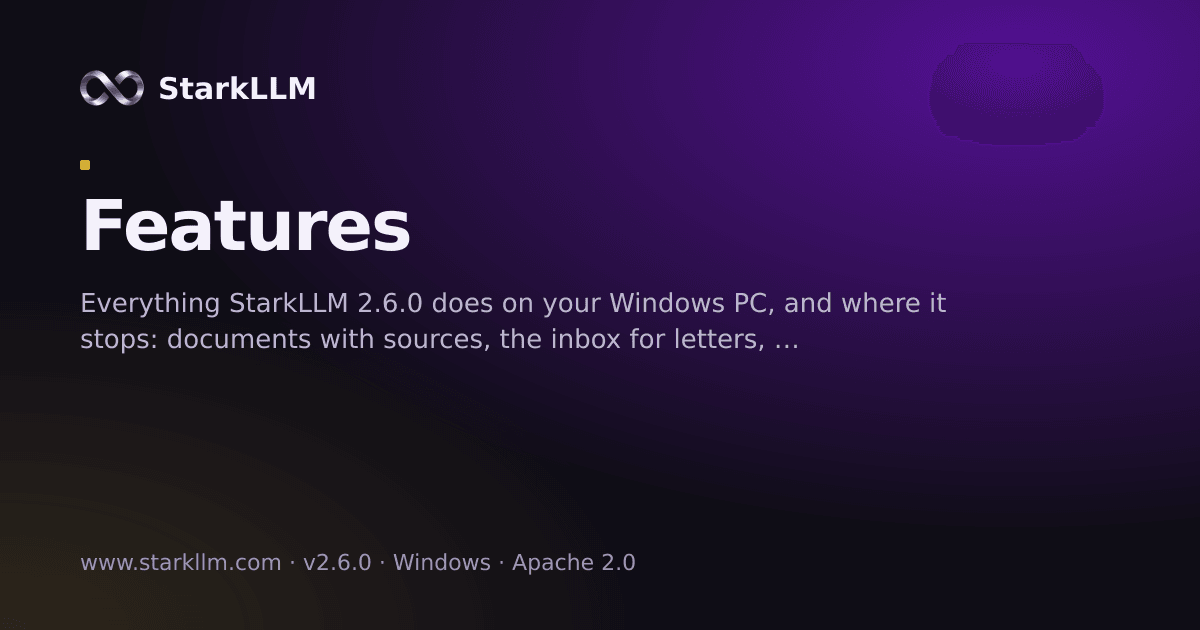 StarkLLM
Features
Everything StarkLLM 2.6.0 does on your Windows PC, and where it
stops: documents with sources, the inbox for letters, …
www.starkllm.com · v2.6.0 · Windows · Apache 2.0